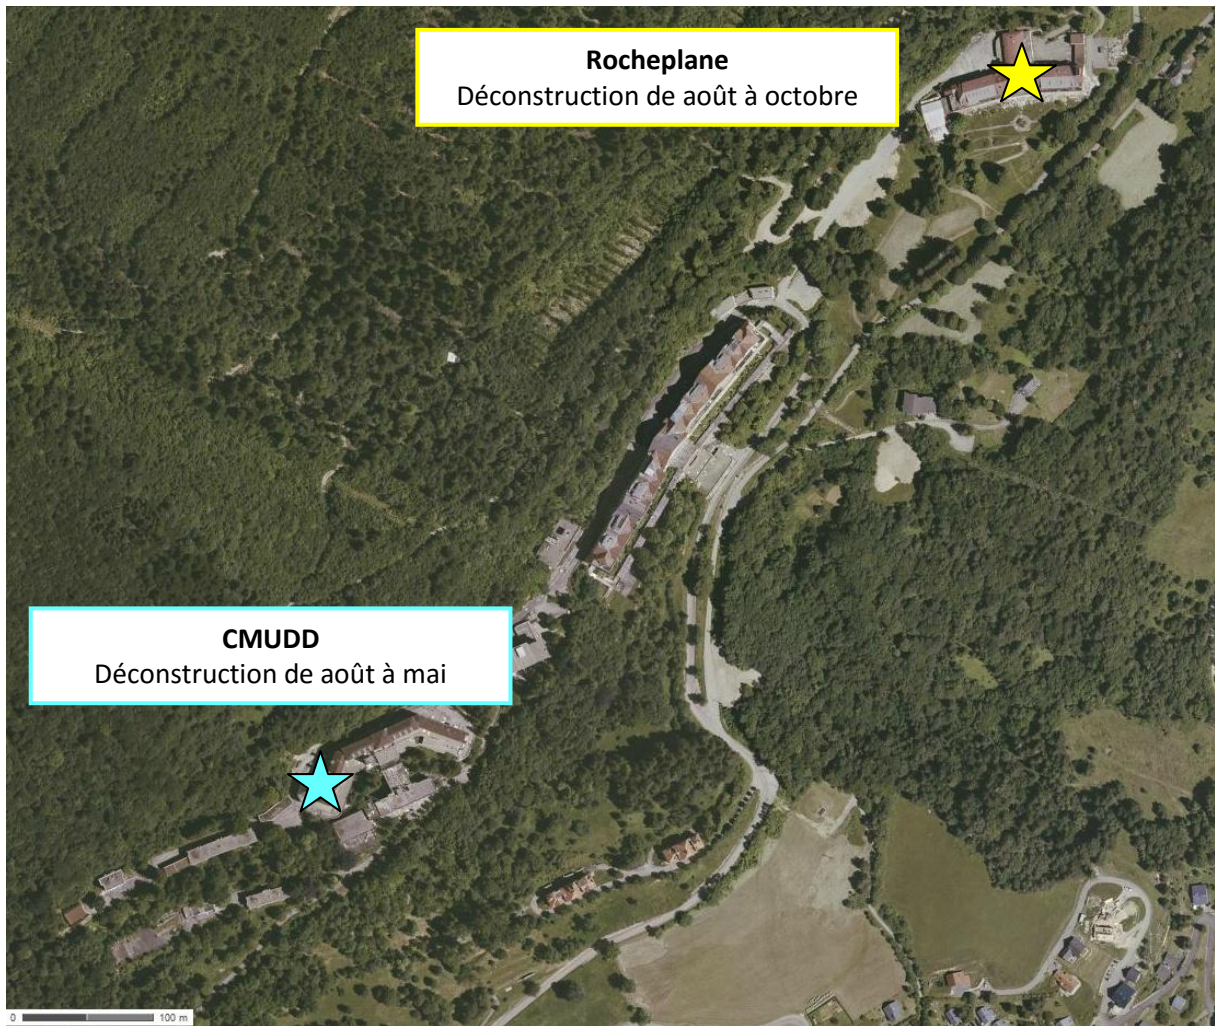 Rocheplane
Déconstruction de août à octobre
CMUDD
Déconstruction de août à mai
0 100 m